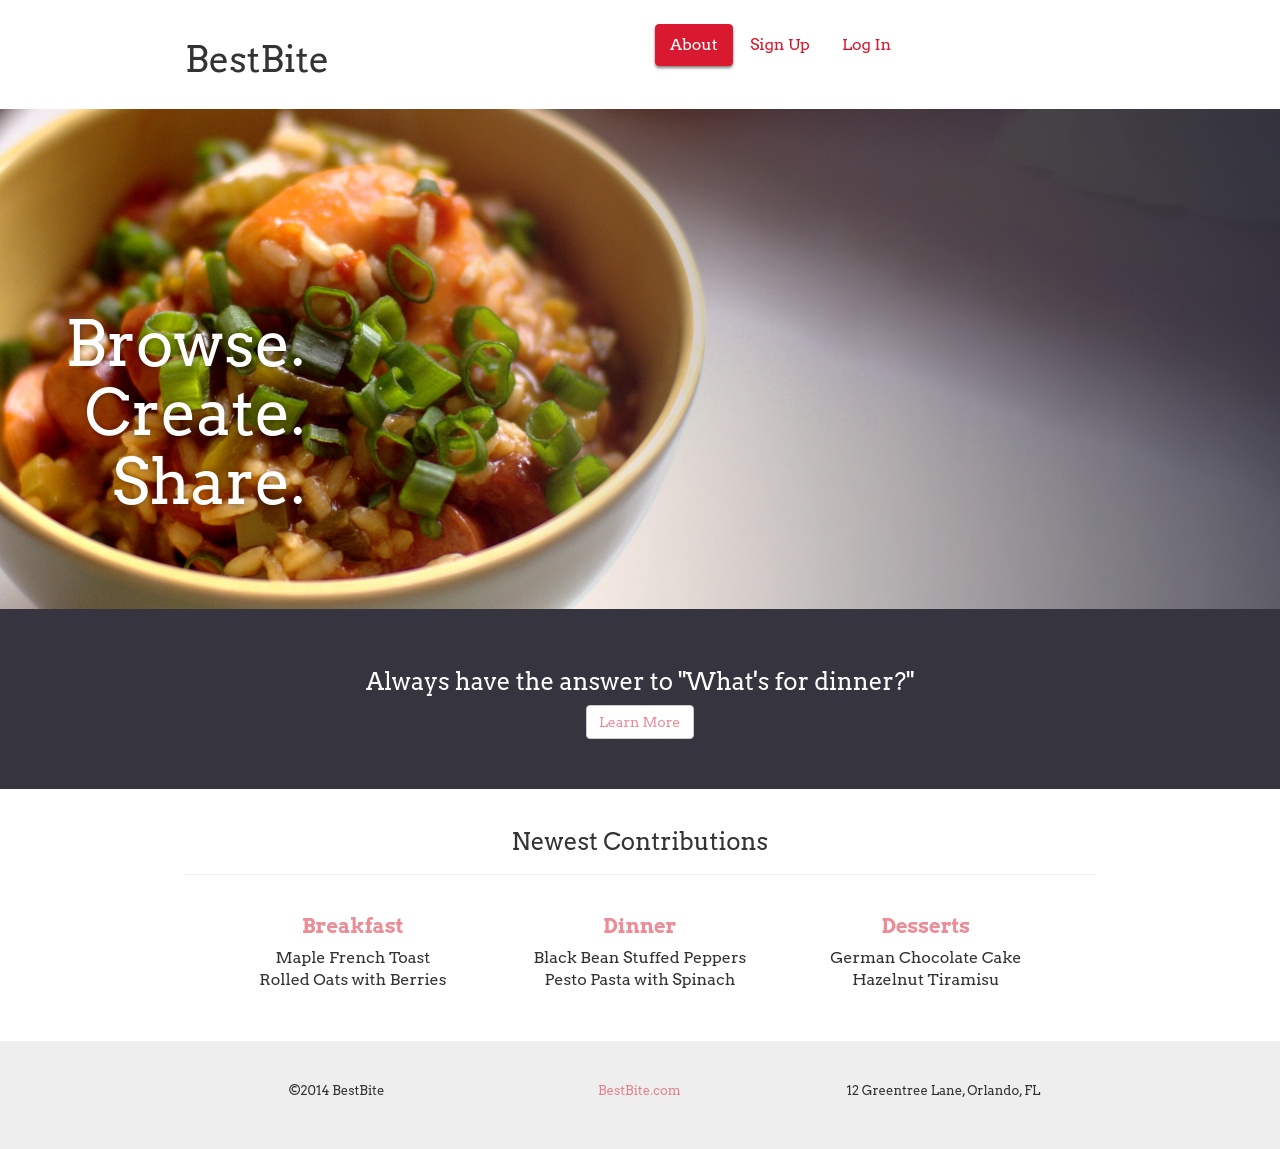 BestBite
About
Sign Up
Log In
Browse.
Create.
Share.
Always have the answer to "What's for dinner?"
Learn More
Newest Contributions
Breakfast
Maple French Toast
Rolled Oats with Berries
Dinner
Black Bean Stuffed Peppers
Pesto Pasta with Spinach
Desserts
German Chocolate Cake
Hazelnut Tiramisu
©2014 BestBite
BestBite.com
12 Greentree Lane, Orlando, FL